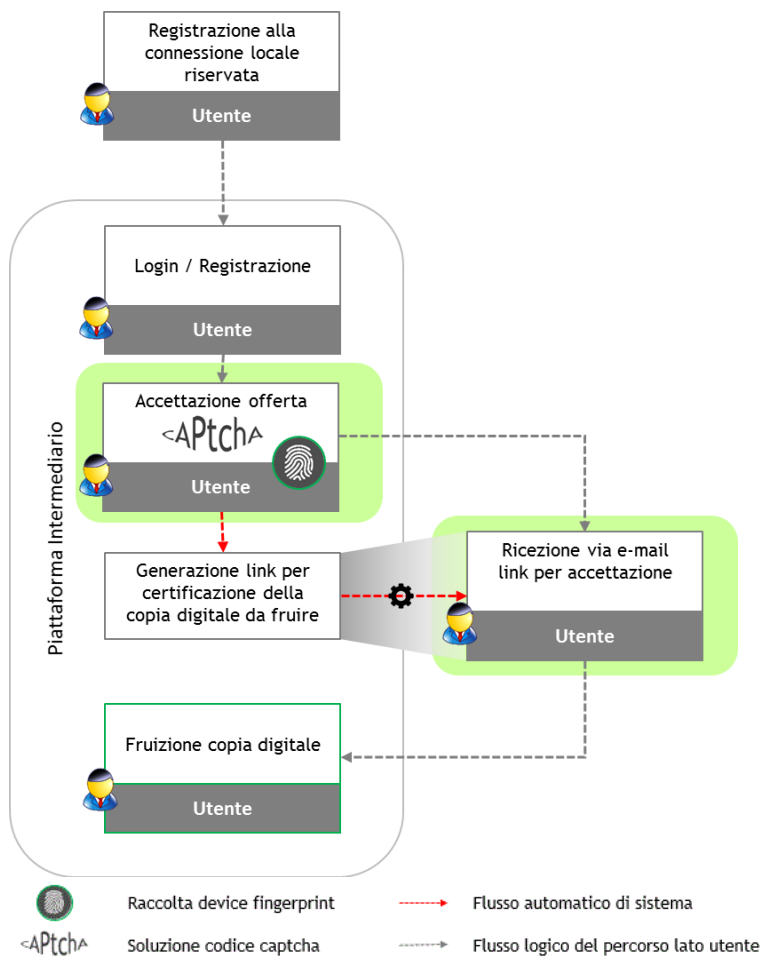 Registrazione alla
connessione locale
riservata
Utente
Piattaforma Intermediario
Login / Registrazione
Utente
Accettazione offerta
<APtchA
Utente
Generazione link per
certificazione della
copia digitale da fruire
Ricezione via e-mail
link per accettazione
Utente
Fruizione copia digitale
Utente
Raccolta device fingerprint
Flusso automatico di sistema
<APtchA
Soluzione codice captcha
Flusso logico del percorso lato utente